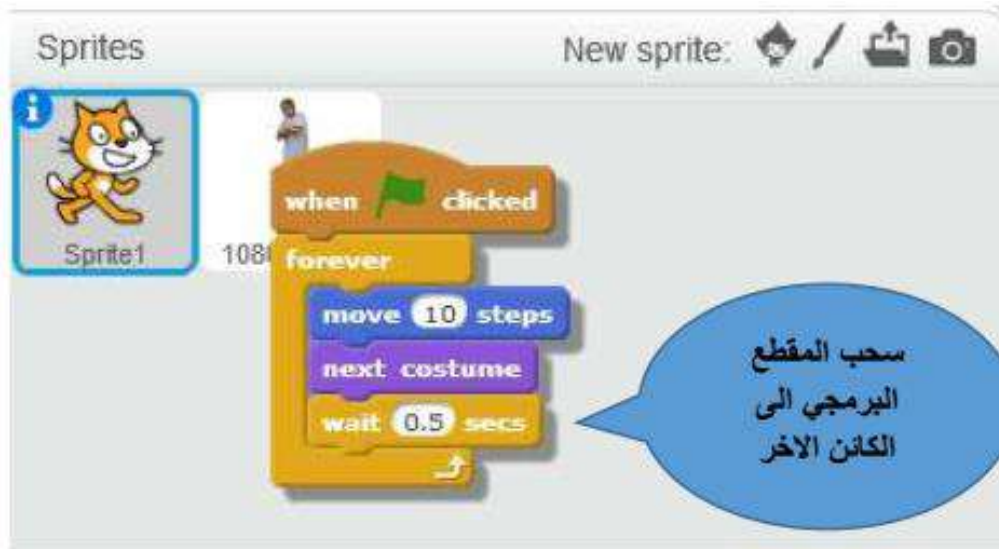 Sprites
New sprite:
Sprite1
108
when clicked
forever
move 10 steps
next costume
wait 0.5 secs
سحب المقطع
البرمجي الى
الكائن الاخر